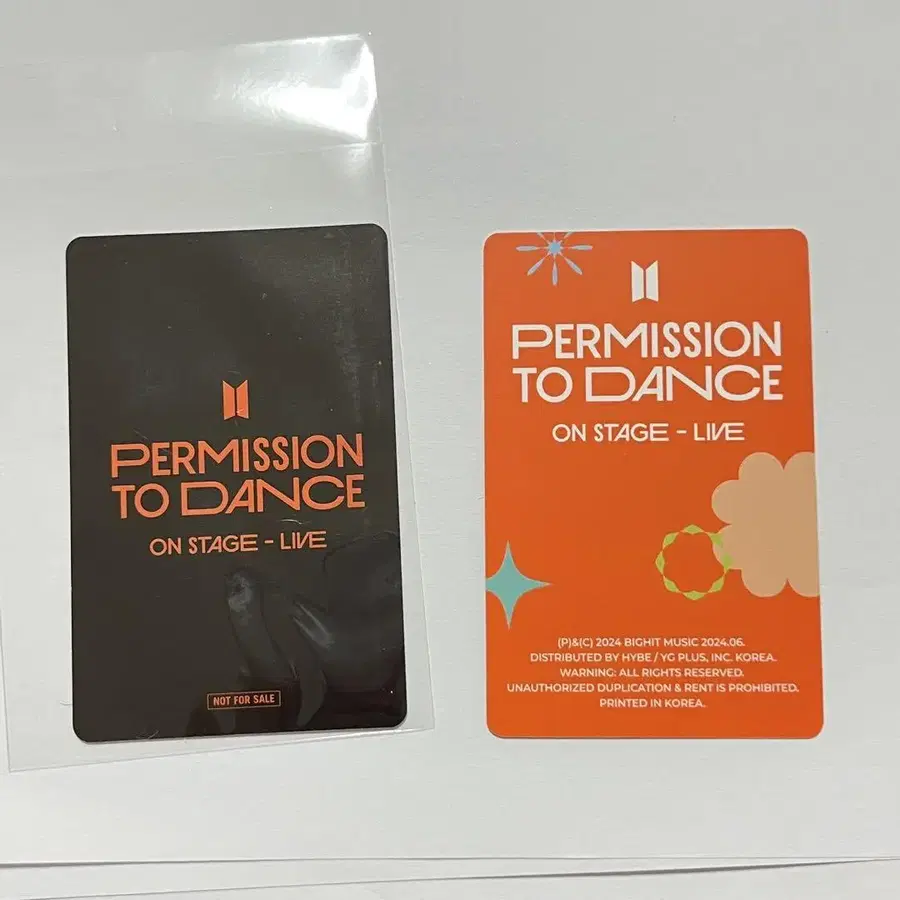 PERMISSION
TO DANCE
ON STAGE - LIVE
NOT FOR SALE
PERMISSION
TO DANCE
ON STAGE - LIVE
(P)&(C) 2024 BIGHIT MUSIC 2024.06.
DISTRIBUTED BY HYBE / YG PLUS, INC. KOREA.
WARNING: ALL RIGHTS RESERVED.
UNAUTHORIZED DUPLICATION & RENT IS PROHIBITED.
PRINTED IN KOREA.